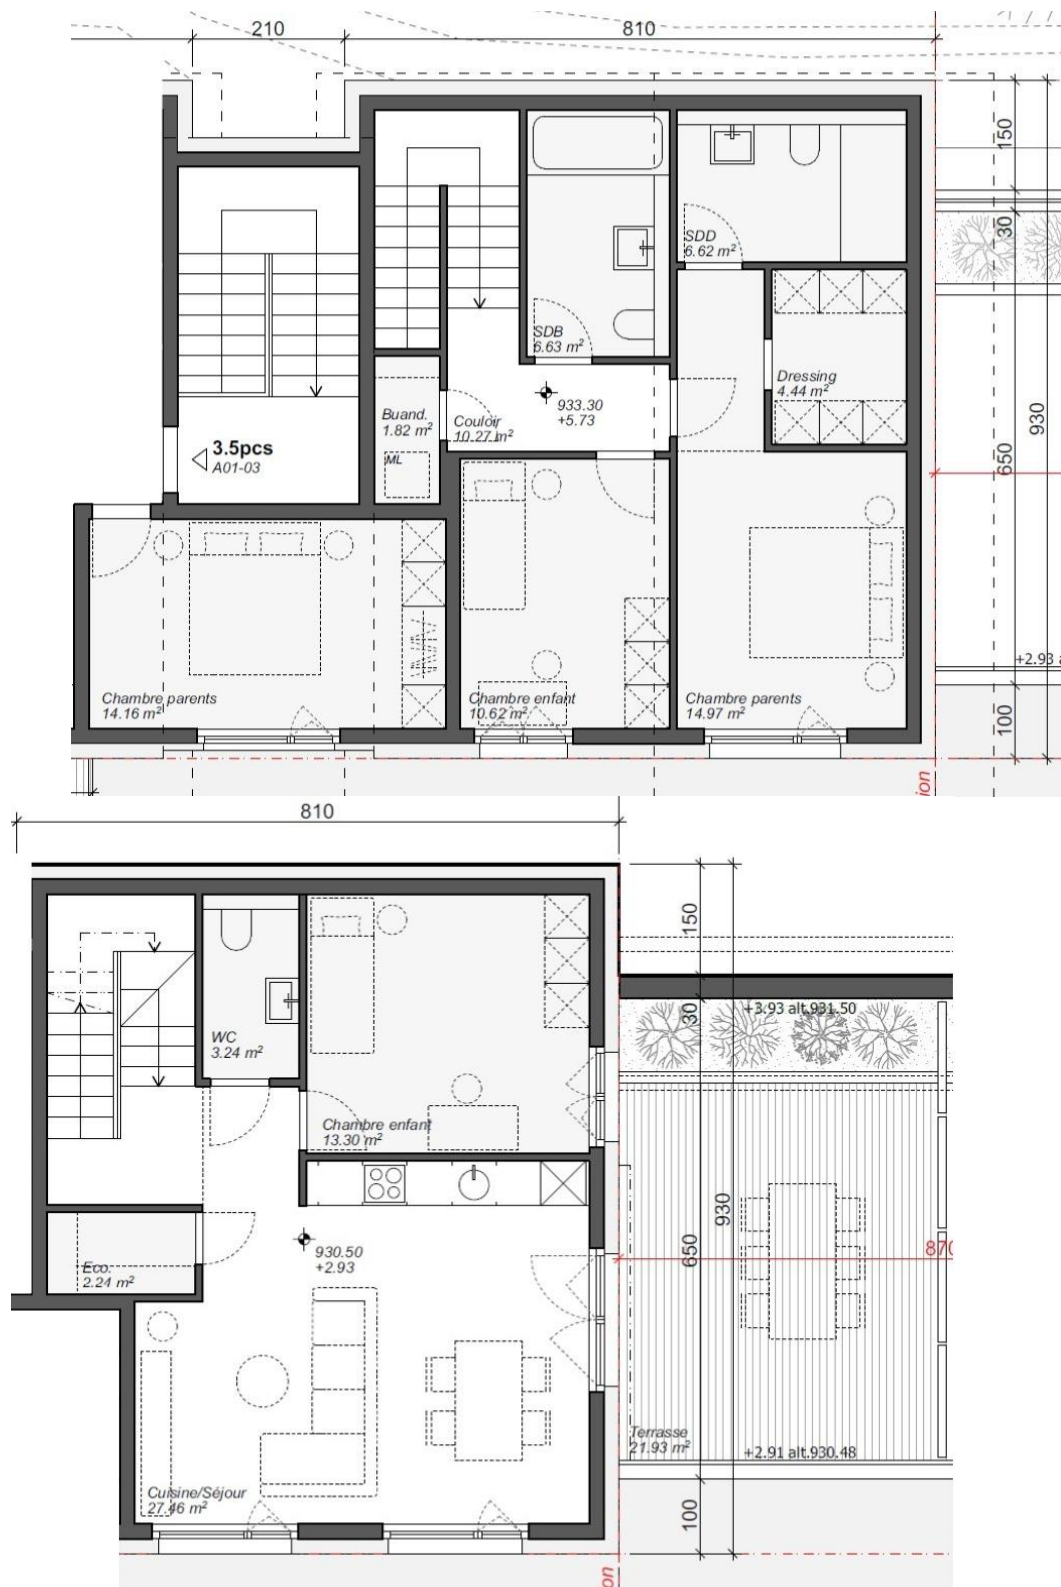 210
810
150
30
SDD
6.62 m²
SDB
6.63 m²
Dressing
4.44 m²
933.30
+5.73
Buand.
1.82 m²
Couloir
10.27 m²
930
3.5pcs
A01-03
ML
650
+2.93
Chambre parents
14.16 m²
Chambre enfant
10.62 m²
Chambre parents
14.97 m²
100
ion
810
150
30
+3.93 alt.931.50
WC
3.24 m²
Chambre enfant
13.30 m²
930
930.50
+2.93
650
870
Eco.
2.24 m²
Terrasse
21.93 m²
+2.91 alt.930.48
Cuisine/Séjour
27.46 m²
100
ion